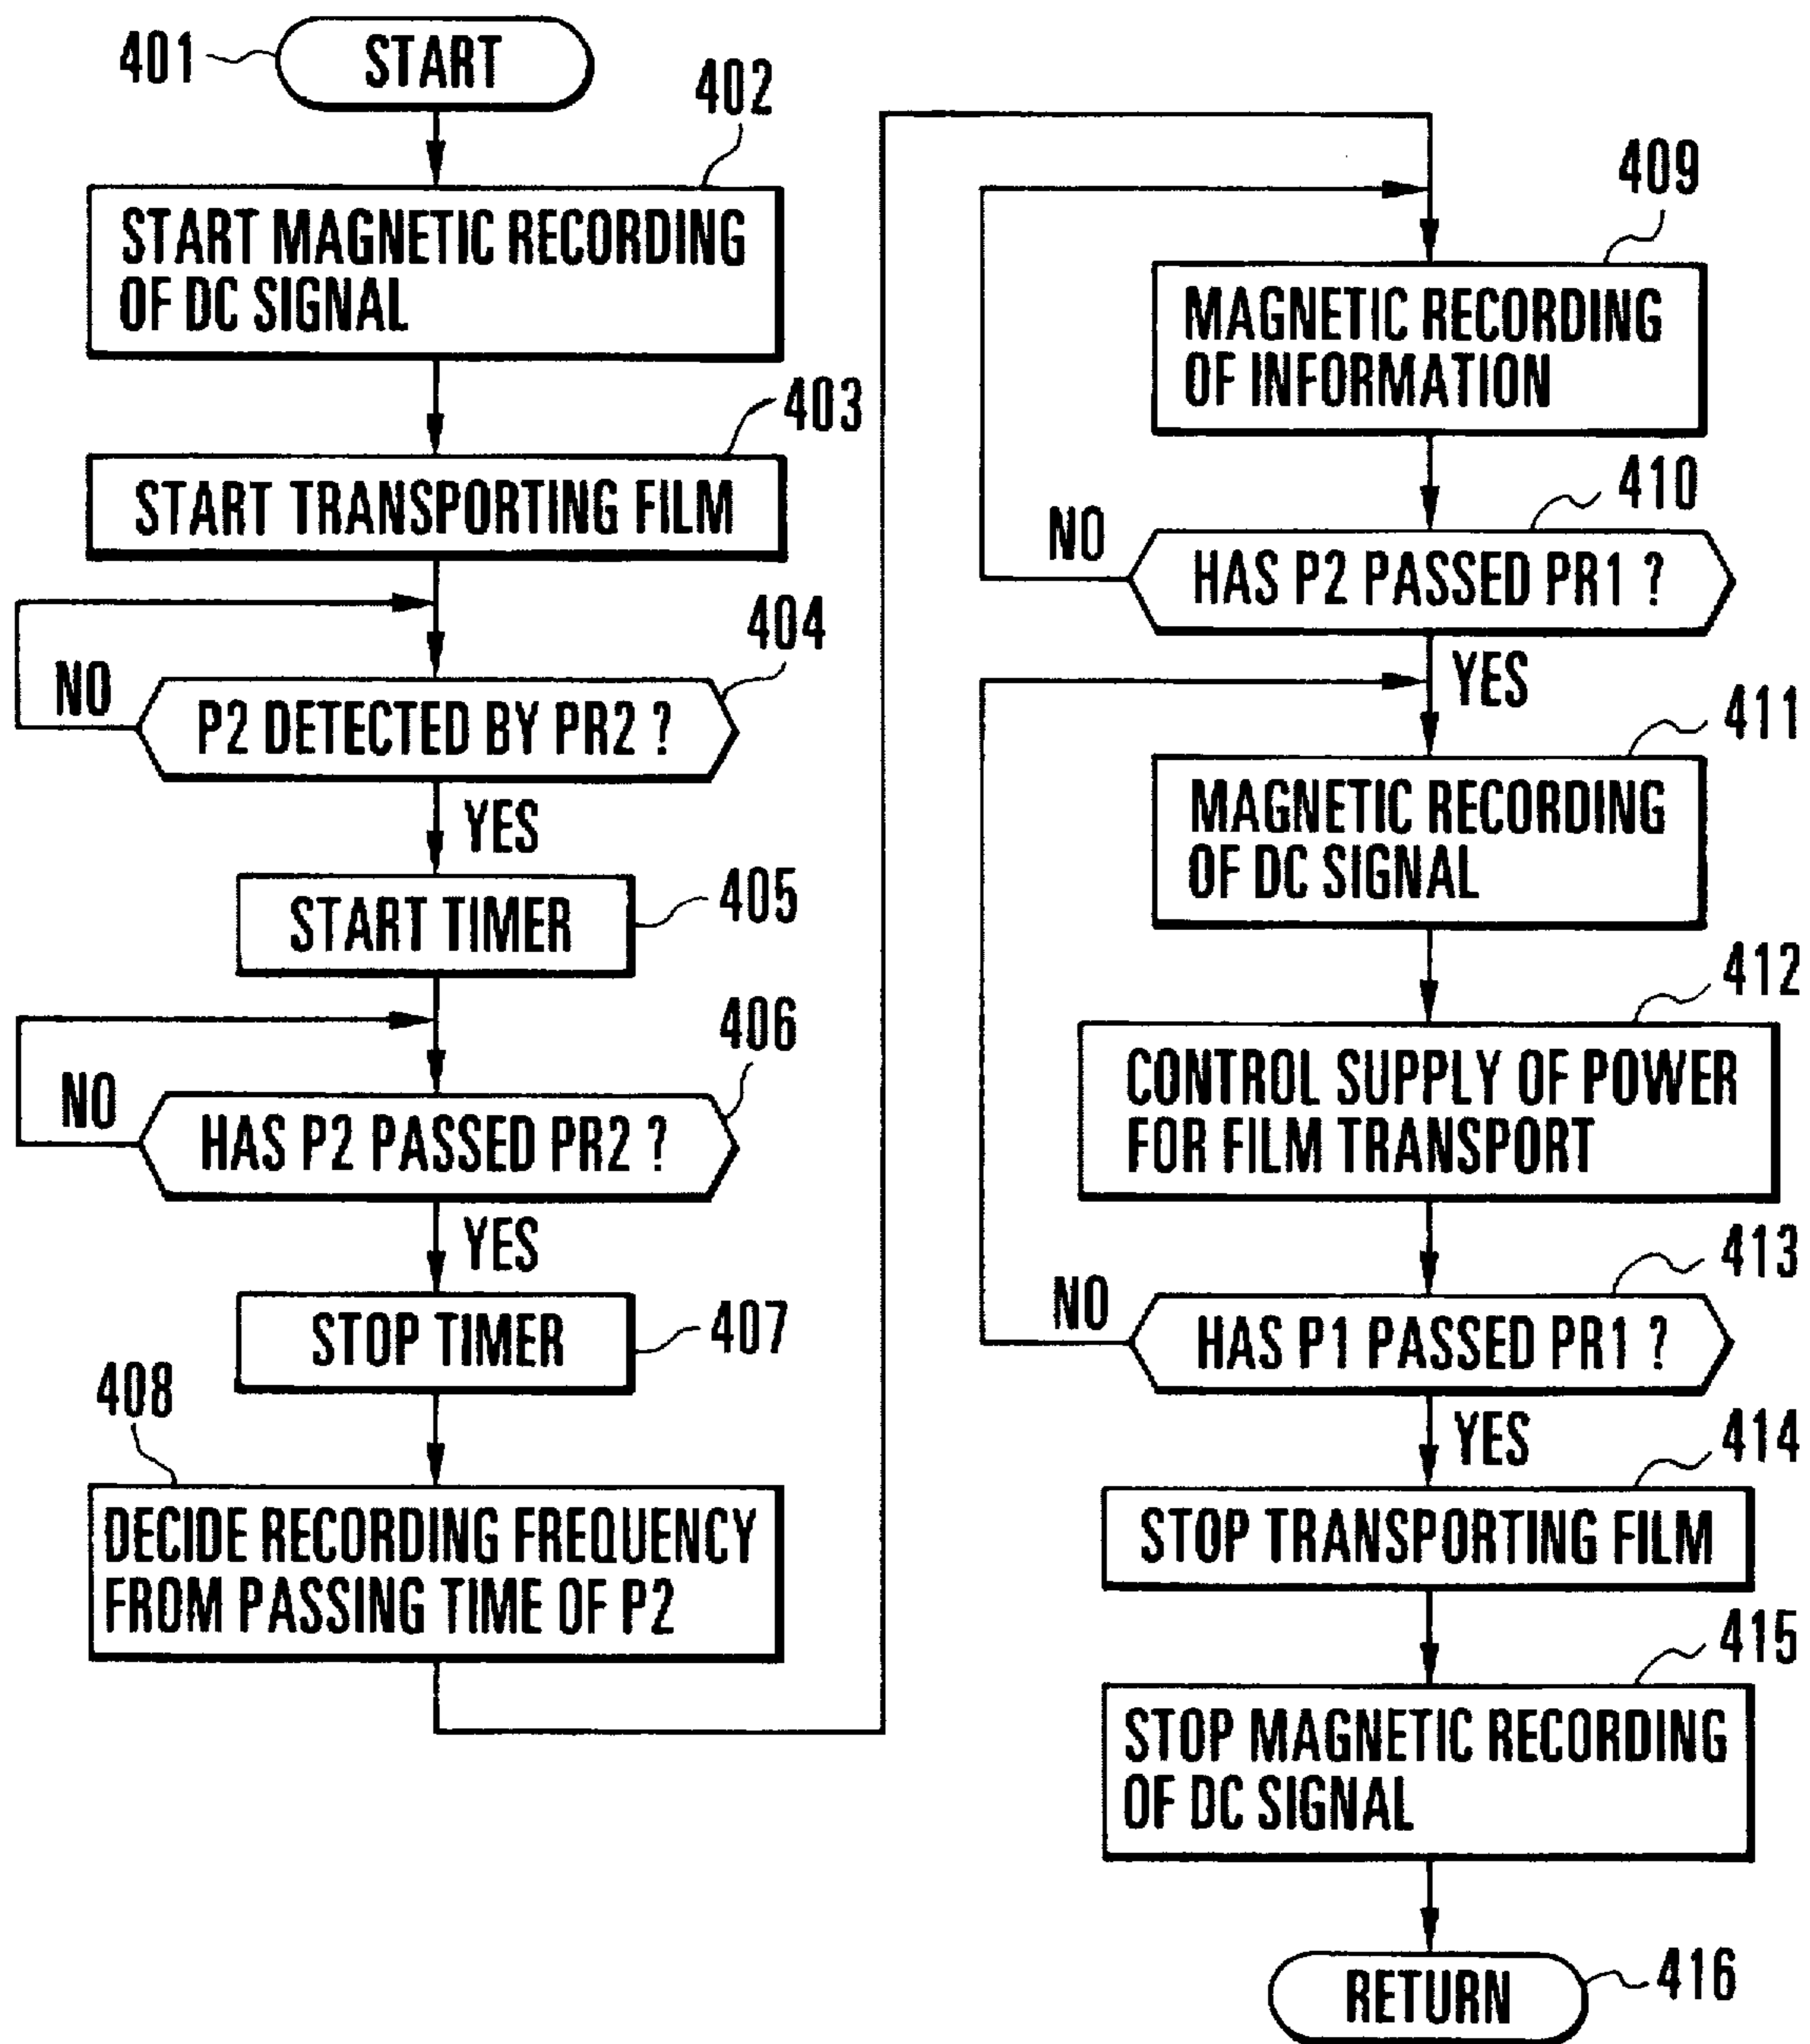 401
START
402
START MAGNETIC RECORDING
OF DC SIGNAL
403
START TRANSPORTING FILM
404
NO
P2 DETECTED BY PR2 ?
YES
START TIMER
405
406
NO
HAS P2 PASSED PR2 ?
YES
STOP TIMER
407
408
DECIDE RECORDING FREQUENCY
FROM PASSING TIME OF P2
409
MAGNETIC RECORDING
OF INFORMATION
410
NO
HAS P2 PASSED PR1 ?
YES
411
MAGNETIC RECORDING
OF DC SIGNAL
412
CONTROL SUPPLY OF POWER
FOR FILM TRANSPORT
413
NO
HAS P1 PASSED PR1 ?
YES
414
STOP TRANSPORTING FILM
415
STOP MAGNETIC RECORDING
OF DC SIGNAL
RETURN
416